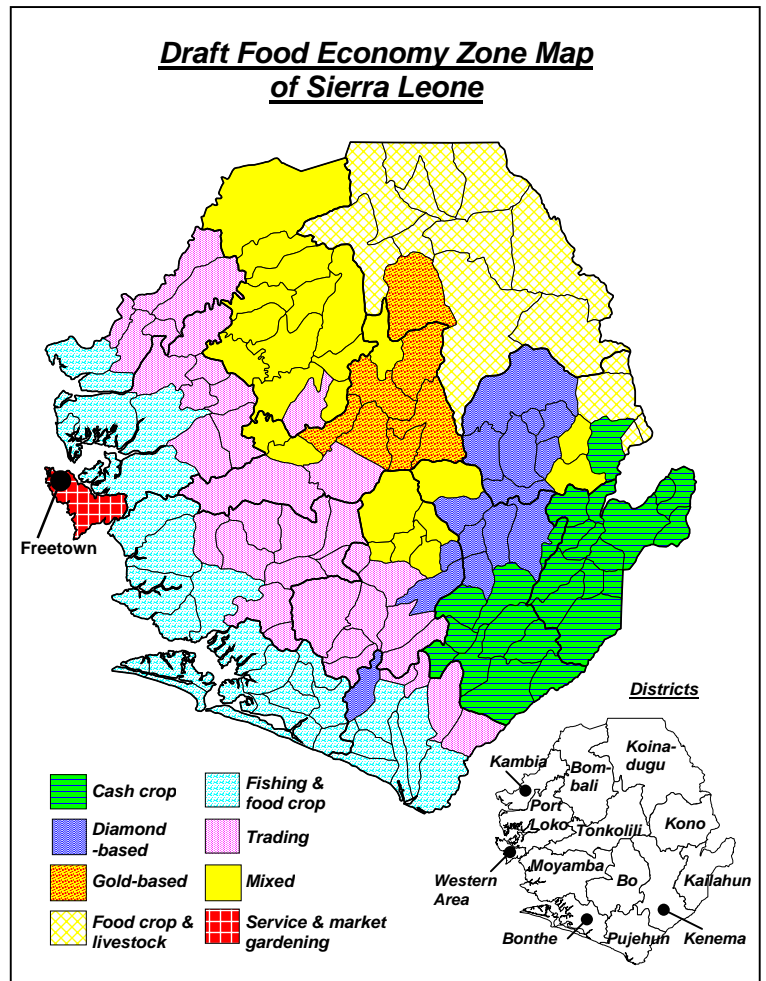 Draft Food Economy Zone Map
of Sierra Leone
Freetown
Cash crop
Diamond
-based
Gold-based
Food crop &
livestock
Fishing &
food crop
Trading
Mixed
Service & market
gardening
Districts
Koina-
dugu
Kambia
Bom-
bali
Port
Loko
Tonkolili
Kono
Moyamba
Western
Area
Bo
Kailahun
Bonthe
Pujehun
Kenema